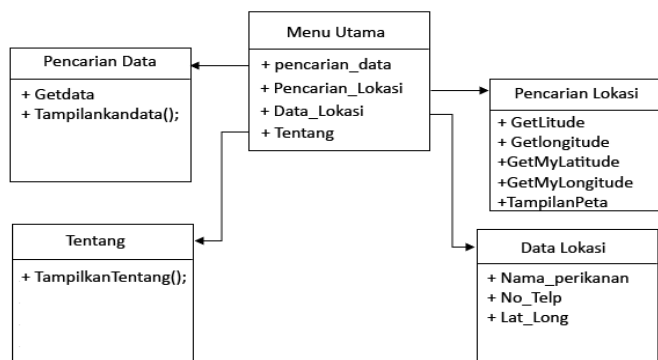 Menu Utama
+ pencarian_data
+ Pencarian_Lokasi
+ Data_Lokasi
+ Tentang
Pencarian Data
+ Getdata
+ Tampilankandata();
Pencarian Lokasi
+ GetLitude
+ Getlongitude
+GetMyLatitude
+GetMyLongitude
+TampilanPeta
Tentang
+ TampilkanTentang();
Data Lokasi
+ Nama_perikanan
+ No_Telp
+ Lat_Long